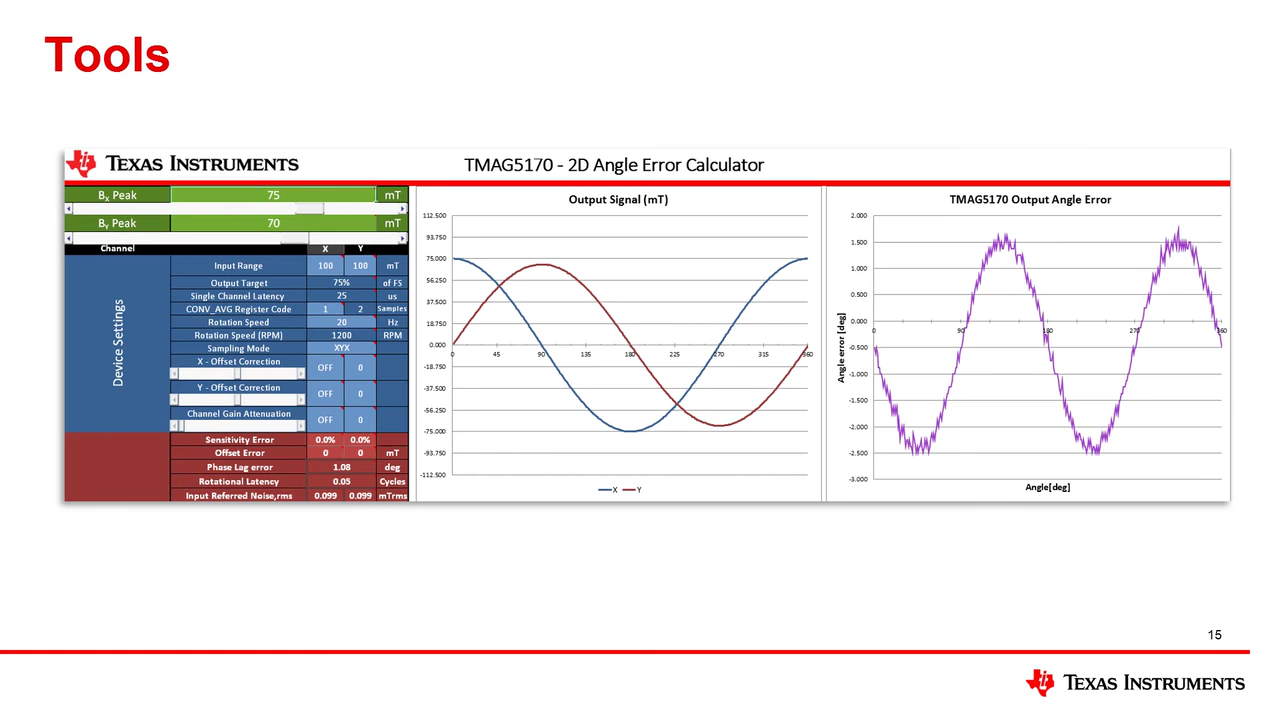 Tools
TEXAS INSTRUMENTS
TMAG5170 - 2D Angle Error Calculator
BX Peak 75 mT
BY Peak 70 mT
Channel X Y
Device Settings
Input Range 100 100 mT
Output Target 75% of FS
Single Channel Latency 25 us
CONV_AVG Register Code 1 2 Samples
Rotation Speed 20 Hz
Rotation Speed (RPM) 1200 RPM
Sampling Mode XYX
X - Offset Correction OFF 0
Y - Offset Correction OFF 0
Channel Gain Attenuation OFF 0
Sensitivity Error 0.0% 0.0%
Offset Error 0 0 mT
Phase Lag error 1.08 deg
Rotational Latency 0.05 Cycles
Input Referred Noise,rms 0.099 0.099 mTrms
Output Signal (mT)
112.500
93.750
75.000
56.250
37.500
18.750
0.000
-18.750
-37.500
-56.250
-75.000
-93.750
-112.500
0 45 90 135 180 225 270 315 360
X Y
TMAG5170 Output Angle Error
Angle error [deg]
2.000
1.500
1.000
0.500
0.000
-0.500
-1.000
-1.500
-2.000
-2.500
-3.000
0 90 180 270 360
Angle[deg]
15
TEXAS INSTRUMENTS